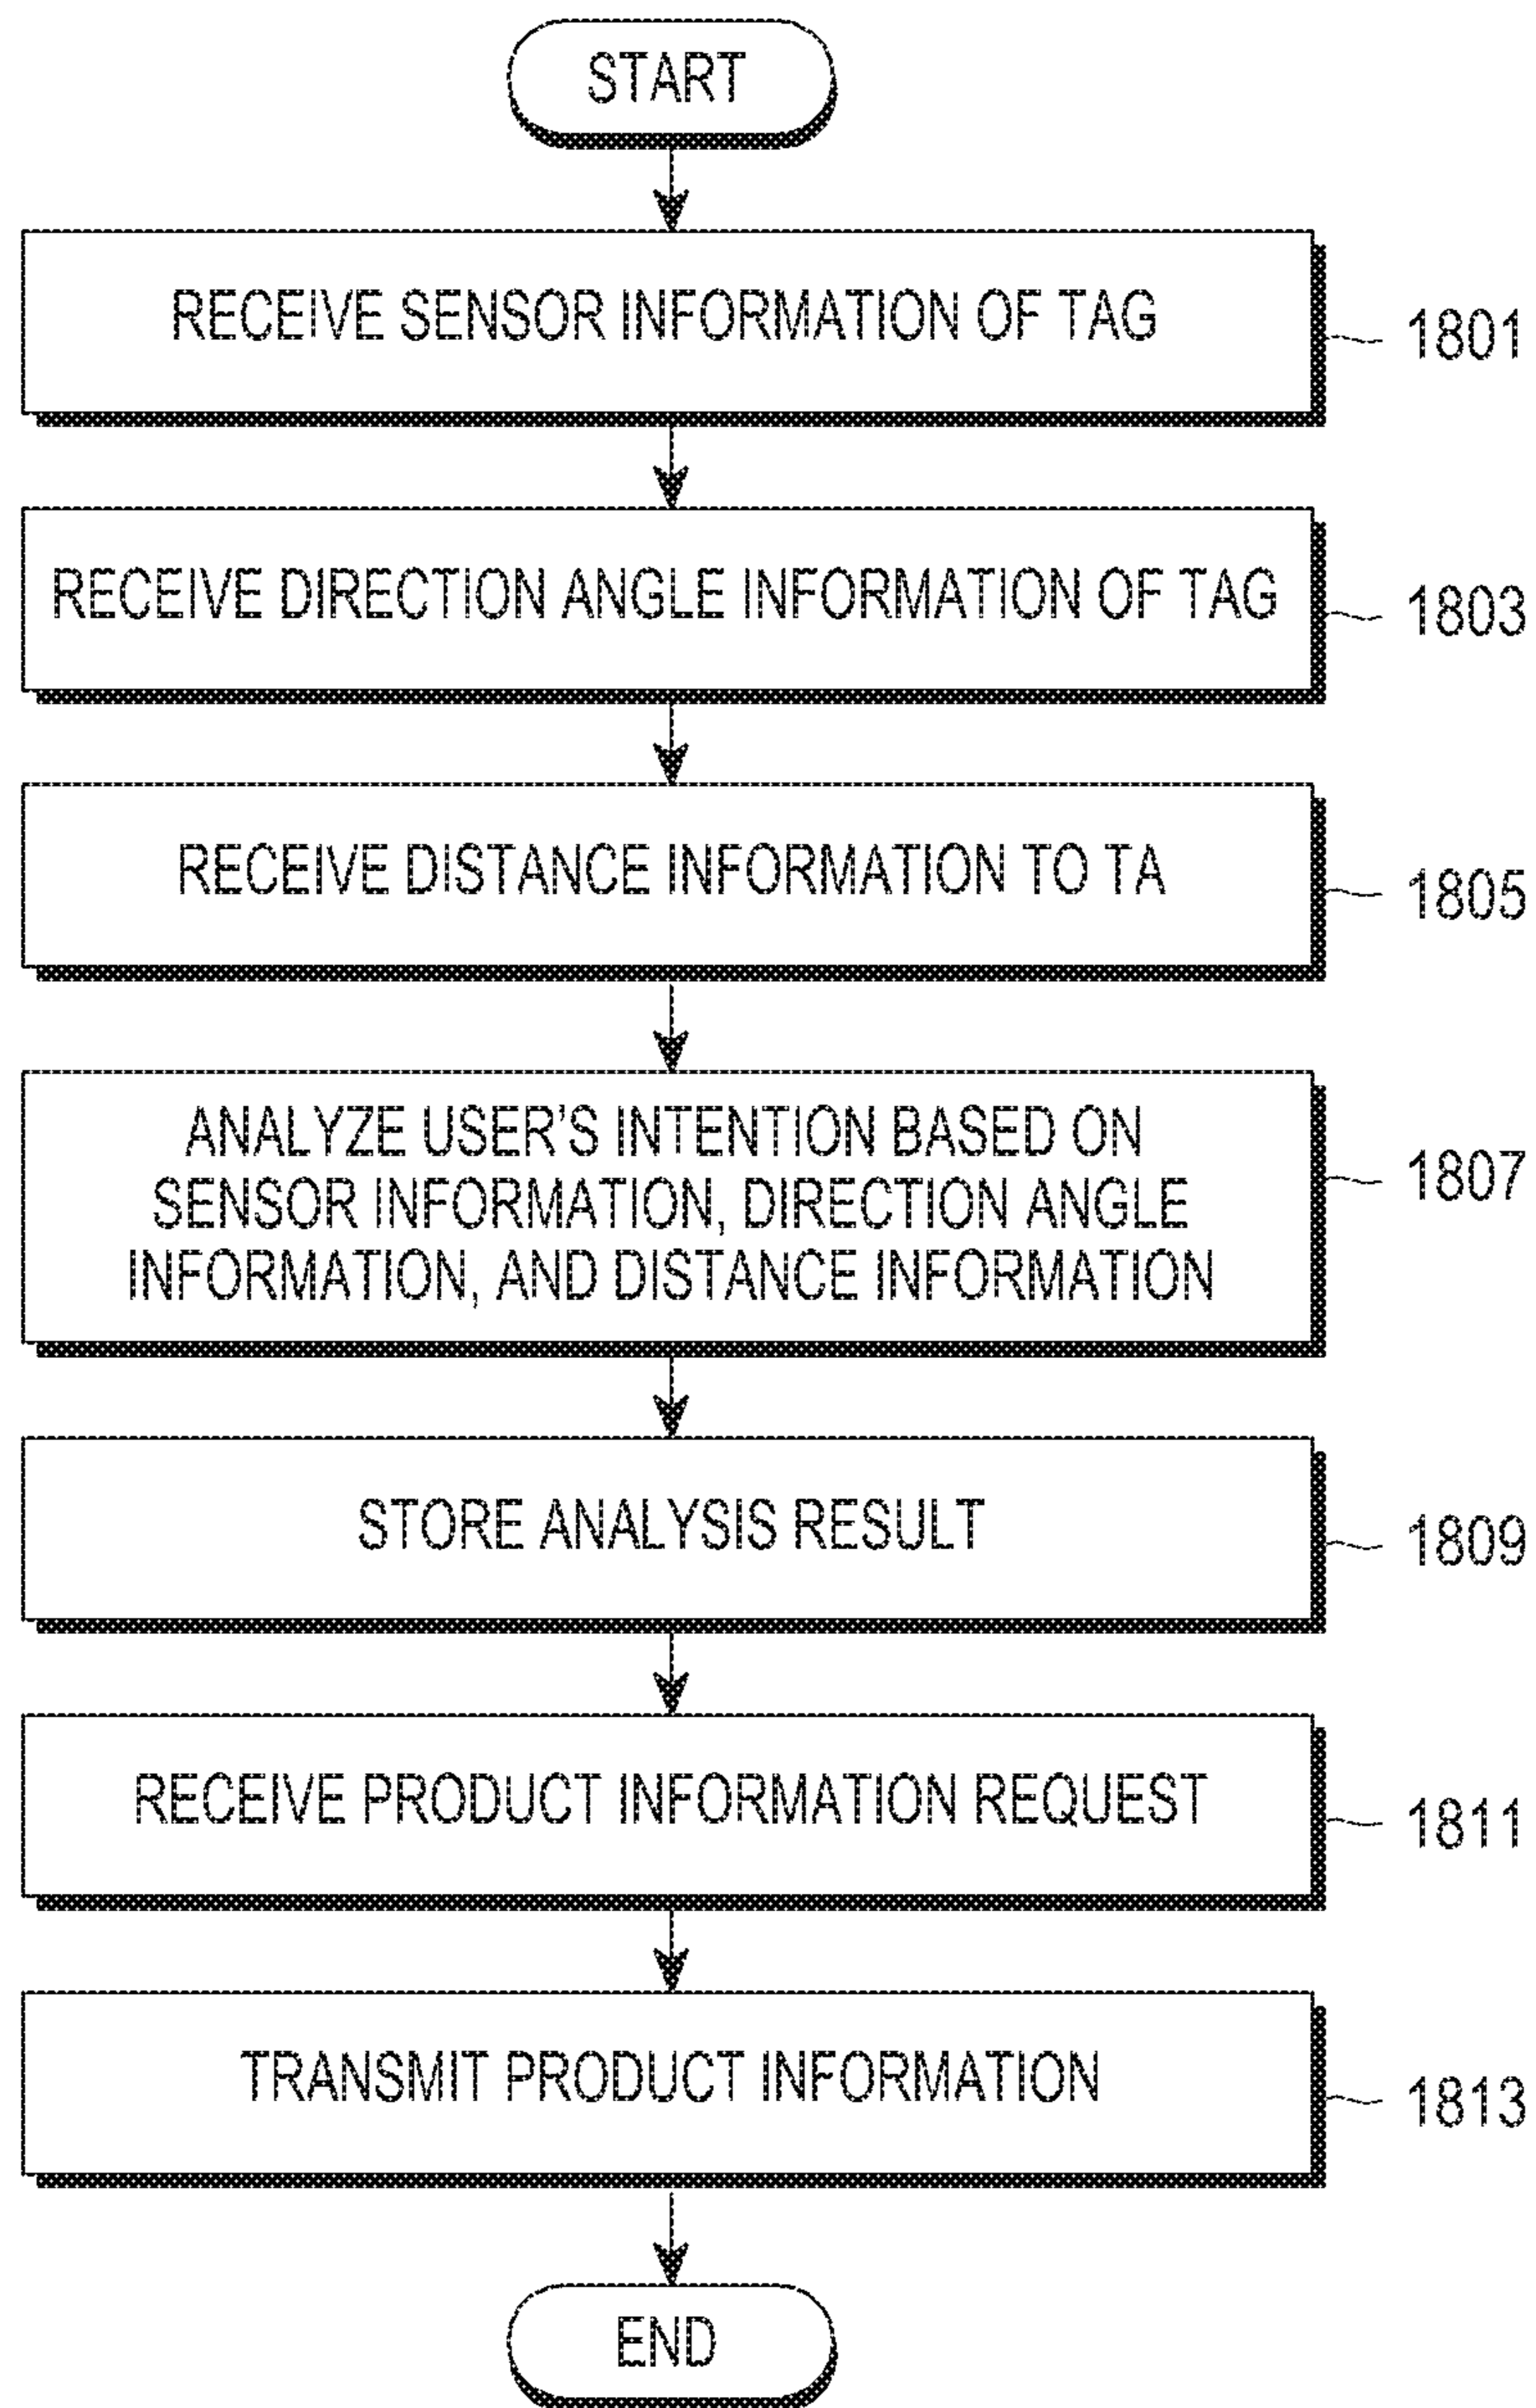 START
RECEIVE SENSOR INFORMATION OF TAG
1801
RECEIVE DIRECTION ANGLE INFORMATION OF TAG
1803
RECEIVE DISTANCE INFORMATION TO TA
1805
ANALYZE USER'S INTENTION BASED ON
SENSOR INFORMATION, DIRECTION ANGLE
INFORMATION, AND DISTANCE INFORMATION
1807
STORE ANALYSIS RESULT
1809
RECEIVE PRODUCT INFORMATION REQUEST
1811
TRANSMIT PRODUCT INFORMATION
1813
END